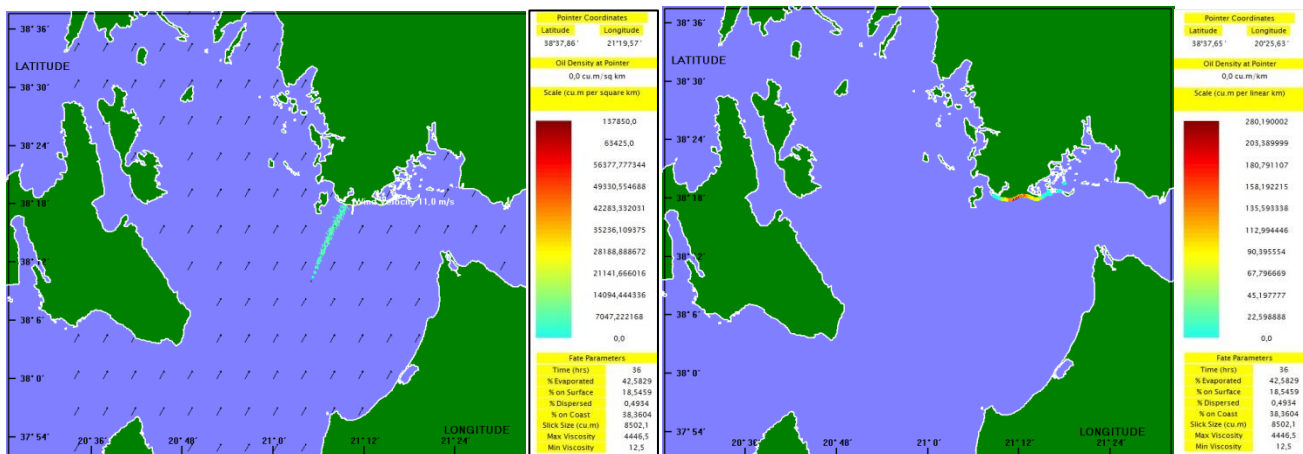 38° 36´
LATITUDE
38° 30´
38° 24´
38° 18´
38° 12´
38° 6´
38° 0´
37° 54´
Wind Velocity 11.0 m/s
LONGITUDE
20° 36´ 20° 48´ 21° 0´ 21° 12´ 21° 24´
Pointer Coordinates
Latitude Longitude
38°37,86´ 21°19,57´
Oil Density at Pointer
0,0 cu.m/sq km
Scale (cu.m per square km)
137850,0
63425,0
56377,777344
49330,554688
42283,332031
35236,109375
28188,888672
21141,666016
14094,444336
7047,222168
0,0
Fate Parameters
Time (hrs) 36
% Evaporated 42,5829
% on Surface 18,5459
% Dispersed 0,4934
% on Coast 38,3604
Slick Size (cu.m) 8502,1
Max Viscosity 4446,5
Min Viscosity 12,5
38° 36´
LATITUDE
38° 30´
38° 24´
38° 18´
38° 12´
38° 6´
38° 0´
37° 54´
LONGITUDE
20° 36´ 20° 48´ 21° 0´ 21° 12´ 21° 24´
Pointer Coordinates
Latitude Longitude
38°37,65´ 20°25,63´
Oil Density at Pointer
0,0 cu.m/km
Scale (cu.m per linear km)
280,190002
203,389999
180,791107
158,192215
135,593338
112,994446
90,395554
67,796669
45,197777
22,598888
0,0
Fate Parameters
Time (hrs) 36
% Evaporated 42,5829
% on Surface 18,5459
% Dispersed 0,4934
% on Coast 38,3604
Slick Size (cu.m) 8502,1
Max Viscosity 4446,5
Min Viscosity 12,5